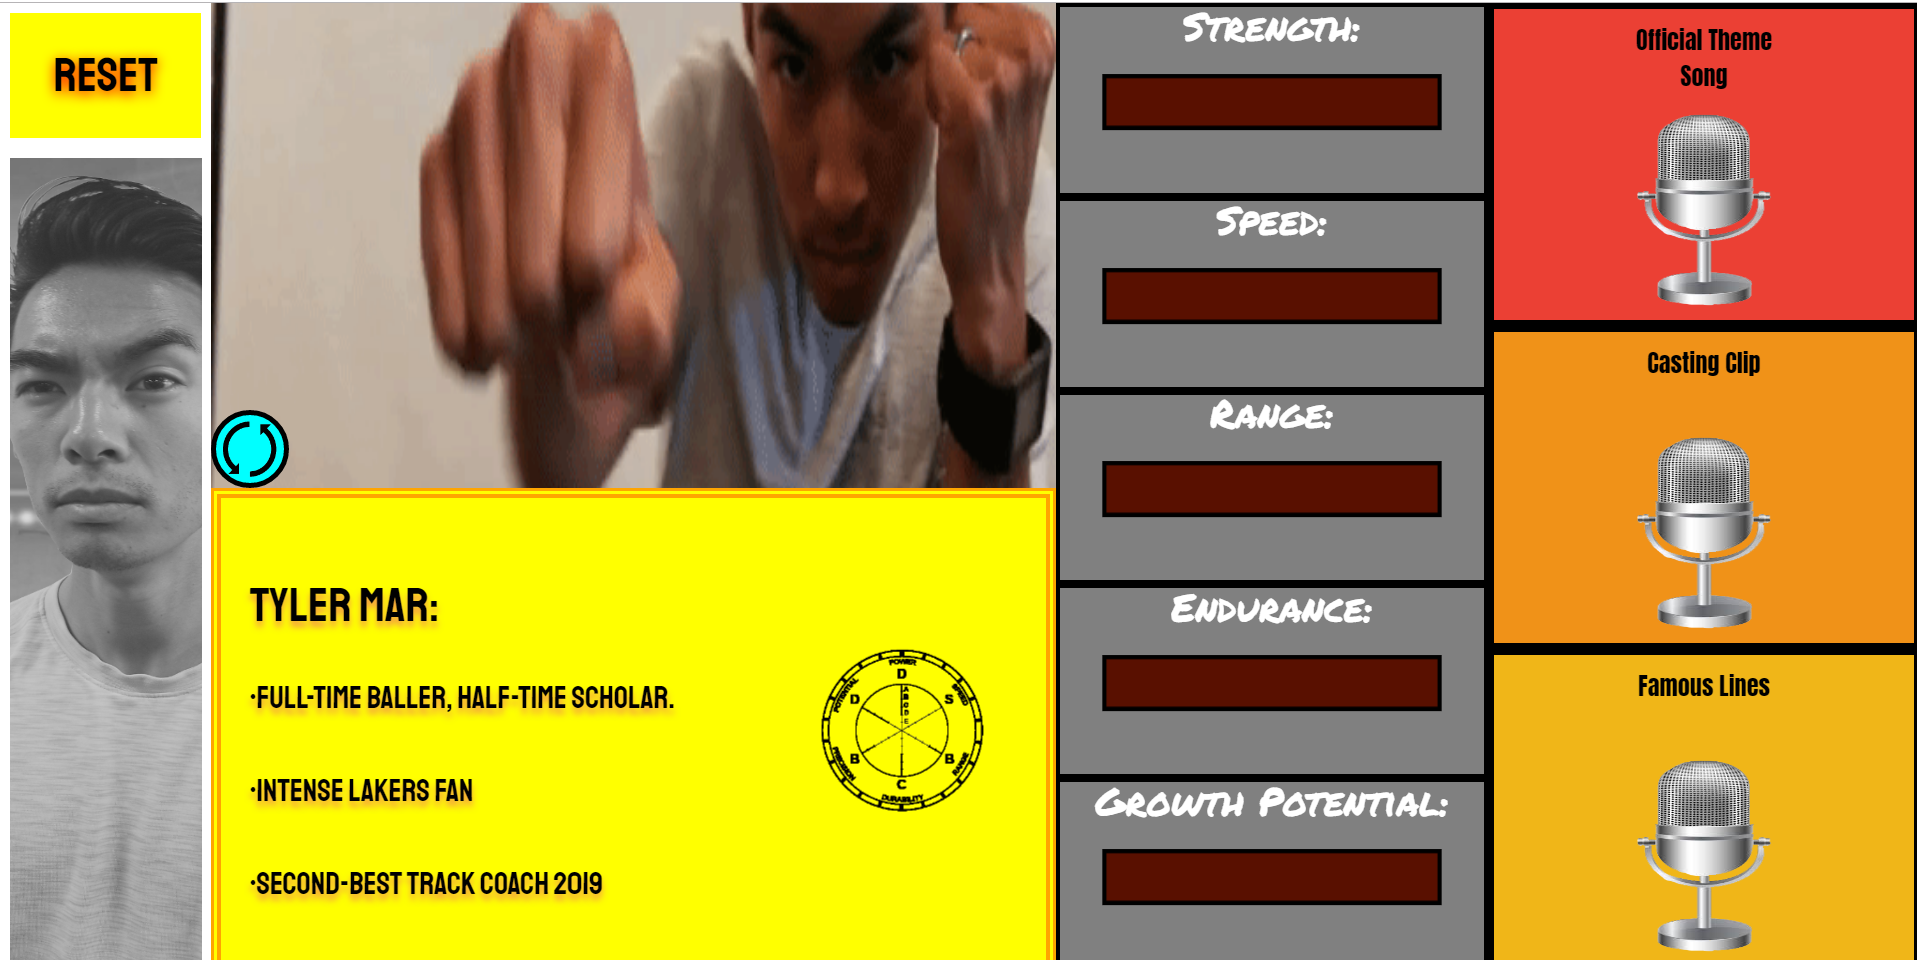 RESET
TYLER MAR:
•FULL-TIME BALLER, HALF-TIME SCHOLAR.
•INTENSE LAKERS FAN
•SECOND-BEST TRACK COACH 2019
POWER
D
SPEED
S
RANGE
B
DURABILITY
C
PRECISION
B
POTENTIAL
D
A
B
C
D
E
STRENGTH:
SPEED:
RANGE:
ENDURANCE:
GROWTH POTENTIAL:
Official Theme
Song
Casting Clip
Famous Lines